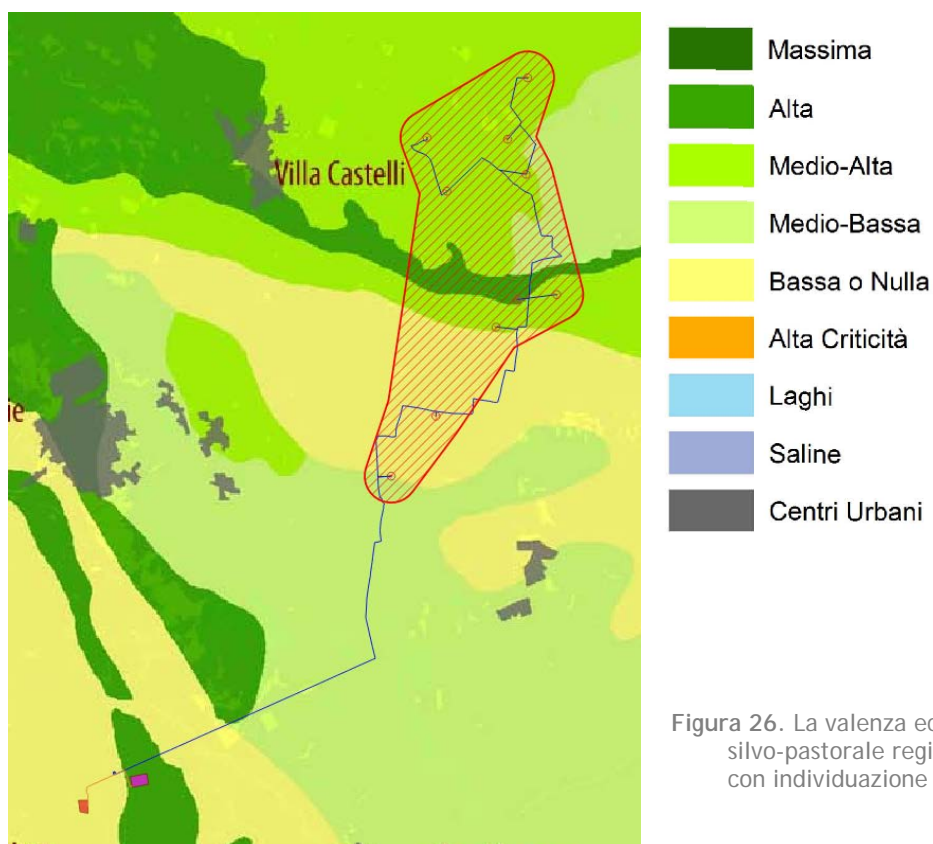 Villa Castelli
ie
Massima
Alta
Medio-Alta
Medio-Bassa
Bassa o Nulla
Alta Criticità
Laghi
Saline
Centri Urbani
Figura 26. La valenza ec
silvo-pastorale regi
con individuazione